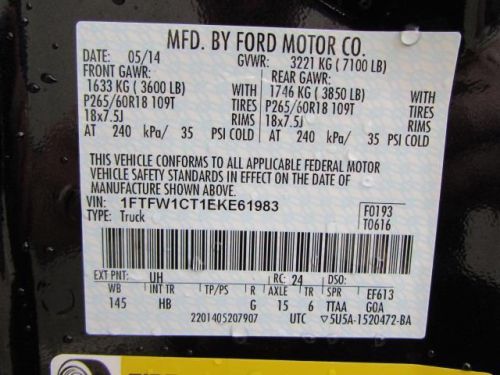 MFD. BY FORD MOTOR CO.
DATE: 05/14 GVWR: 3221 KG ( 7100 LB)
FRONT GAWR: REAR GAWR:
1633 KG ( 3600 LB) WITH 1746 KG ( 3850 LB) WITH
P265/60R18 109T TIRES P265/60R18 109T TIRES
18x7.5J RIMS 18x7.5J RIMS
AT 240 kPa/ 35 PSI COLD AT 240 kPa/ 35 PSI COLD
THIS VEHICLE CONFORMS TO ALL APPLICABLE FEDERAL MOTOR
VEHICLE SAFETY STANDARDS IN EFFECT ON THE DATE OF
MANUFACTURE SHOWN ABOVE.
VIN: 1FTFW1CT1EKE61983 F0193
TYPE: Truck T0616
EXT PNT: UH RC: 24 DSO:
WB INT TR TP/PS R AXLE TR SPR EF613
145 HB G 15 6 TTAA G0A
2201405207907 UTC ▽5U5A-1520472-BA